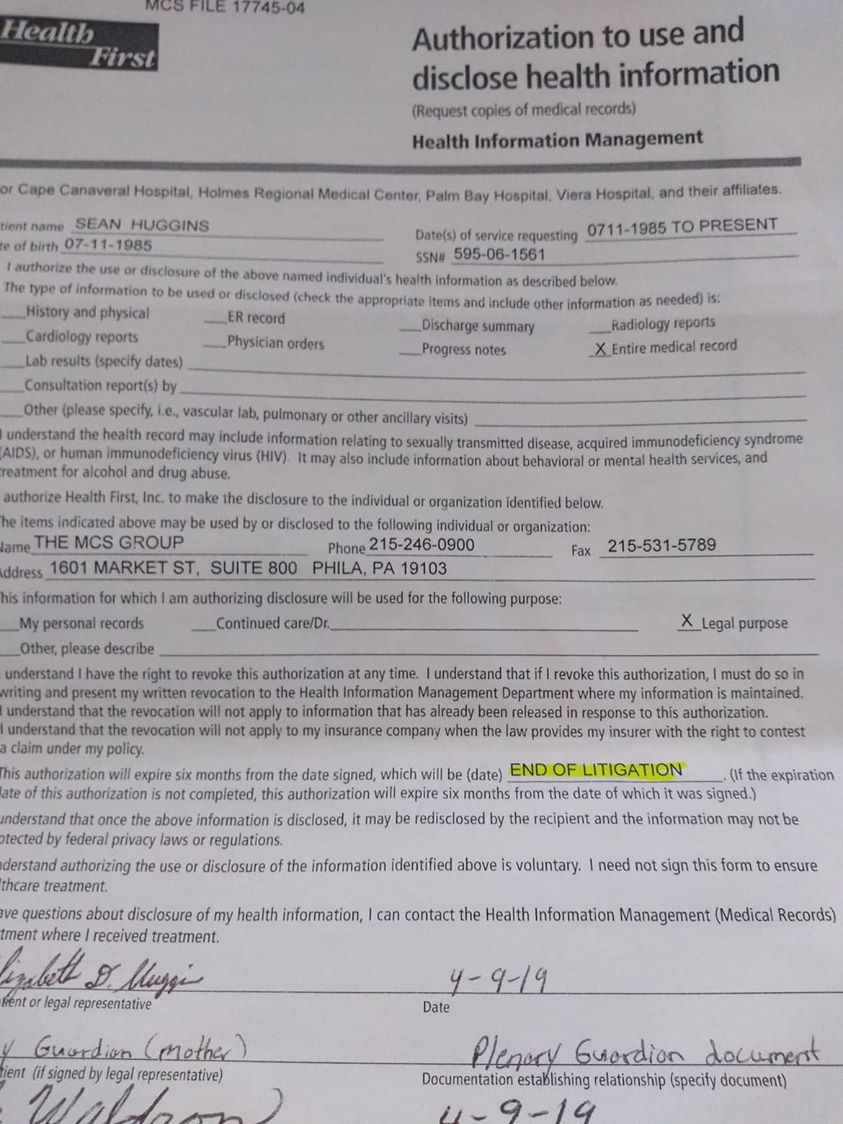 MCS FILE 17745-04
Health First
Authorization to use and disclose health information
(Request copies of medical records)
Health Information Management
or Cape Canaveral Hospital, Holmes Regional Medical Center, Palm Bay Hospital, Viera Hospital, and their affiliates.
tient name SEAN HUGGINS
Date(s) of service requesting 0711-1985 TO PRESENT
te of birth 07-11-1985
SSN# 595-06-1561
I authorize the use or disclosure of the above named individual's health information as described below.
The type of information to be used or disclosed (check the appropriate items and include other information as needed) is:
___History and physical ___ER record ___Discharge summary ___Radiology reports
___Cardiology reports ___Physician orders ___Progress notes X Entire medical record
___Lab results (specify dates)
___Consultation report(s) by
___Other (please specify, i.e., vascular lab, pulmonary or other ancillary visits)
I understand the health record may include information relating to sexually transmitted disease, acquired immunodeficiency syndrome
(AIDS), or human immunodeficiency virus (HIV). It may also include information about behavioral or mental health services, and
treatment for alcohol and drug abuse.
authorize Health First, Inc. to make the disclosure to the individual or organization identified below.
he items indicated above may be used by or disclosed to the following individual or organization:
Name THE MCS GROUP Phone 215-246-0900 Fax 215-531-5789
Address 1601 MARKET ST, SUITE 800 PHILA, PA 19103
his information for which I am authorizing disclosure will be used for the following purpose:
___My personal records ___Continued care/Dr. X Legal purpose
___Other, please describe
understand I have the right to revoke this authorization at any time. I understand that if I revoke this authorization, I must do so in
writing and present my written revocation to the Health Information Management Department where my information is maintained.
I understand that the revocation will not apply to information that has already been released in response to this authorization.
I understand that the revocation will not apply to my insurance company when the law provides my insurer with the right to contest
a claim under my policy.
This authorization will expire six months from the date signed, which will be (date) END OF LITIGATION. (If the expiration
date of this authorization is not completed, this authorization will expire six months from the date of which it was signed.)
understand that once the above information is disclosed, it may be redisclosed by the recipient and the information may not be
otected by federal privacy laws or regulations.
nderstand authorizing the use or disclosure of the information identified above is voluntary. I need not sign this form to ensure
lthcare treatment.
ave questions about disclosure of my health information, I can contact the Health Information Management (Medical Records)
tment where I received treatment.
lizabeth D. Huggins 4-9-19
tient or legal representative Date
y Guardian (mother) Plenary Guardian document
tient (if signed by legal representative) Documentation establishing relationship (specify document)
Waldron 4-9-19